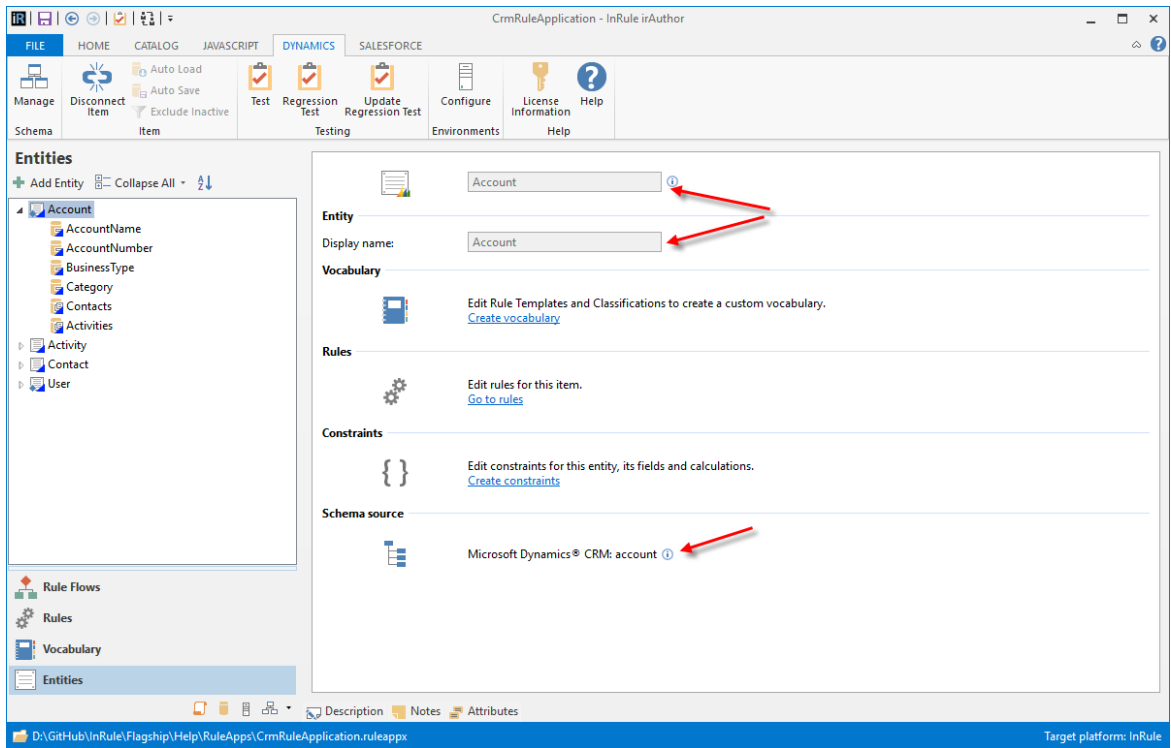 iR
CrmRuleApplication - InRule irAuthor
FILE HOME CATALOG JAVASCRIPT DYNAMICS SALESFORCE
Manage
Schema
Disconnect
Item
Auto Load
Auto Save
Exclude Inactive
Item
Test
Regression
Test
Update
Regression Test
Testing
Configure
Environments
License
Information
Help
Help
Entities
Add Entity Collapse All
Account
AccountName
AccountNumber
BusinessType
Category
Contacts
Activities
Activity
Contact
User
Rule Flows
Rules
Vocabulary
Entities
Account
Entity
Display name: Account
Vocabulary
Edit Rule Templates and Classifications to create a custom vocabulary.
Create vocabulary
Rules
Edit rules for this item.
Go to rules
Constraints
Edit constraints for this entity, its fields and calculations.
Create constraints
Schema source
Microsoft Dynamics® CRM: account
Description Notes Attributes
D:\GitHub\InRule\Flagship\Help\RuleApps\CrmRuleApplication.ruleappx
Target platform: InRule